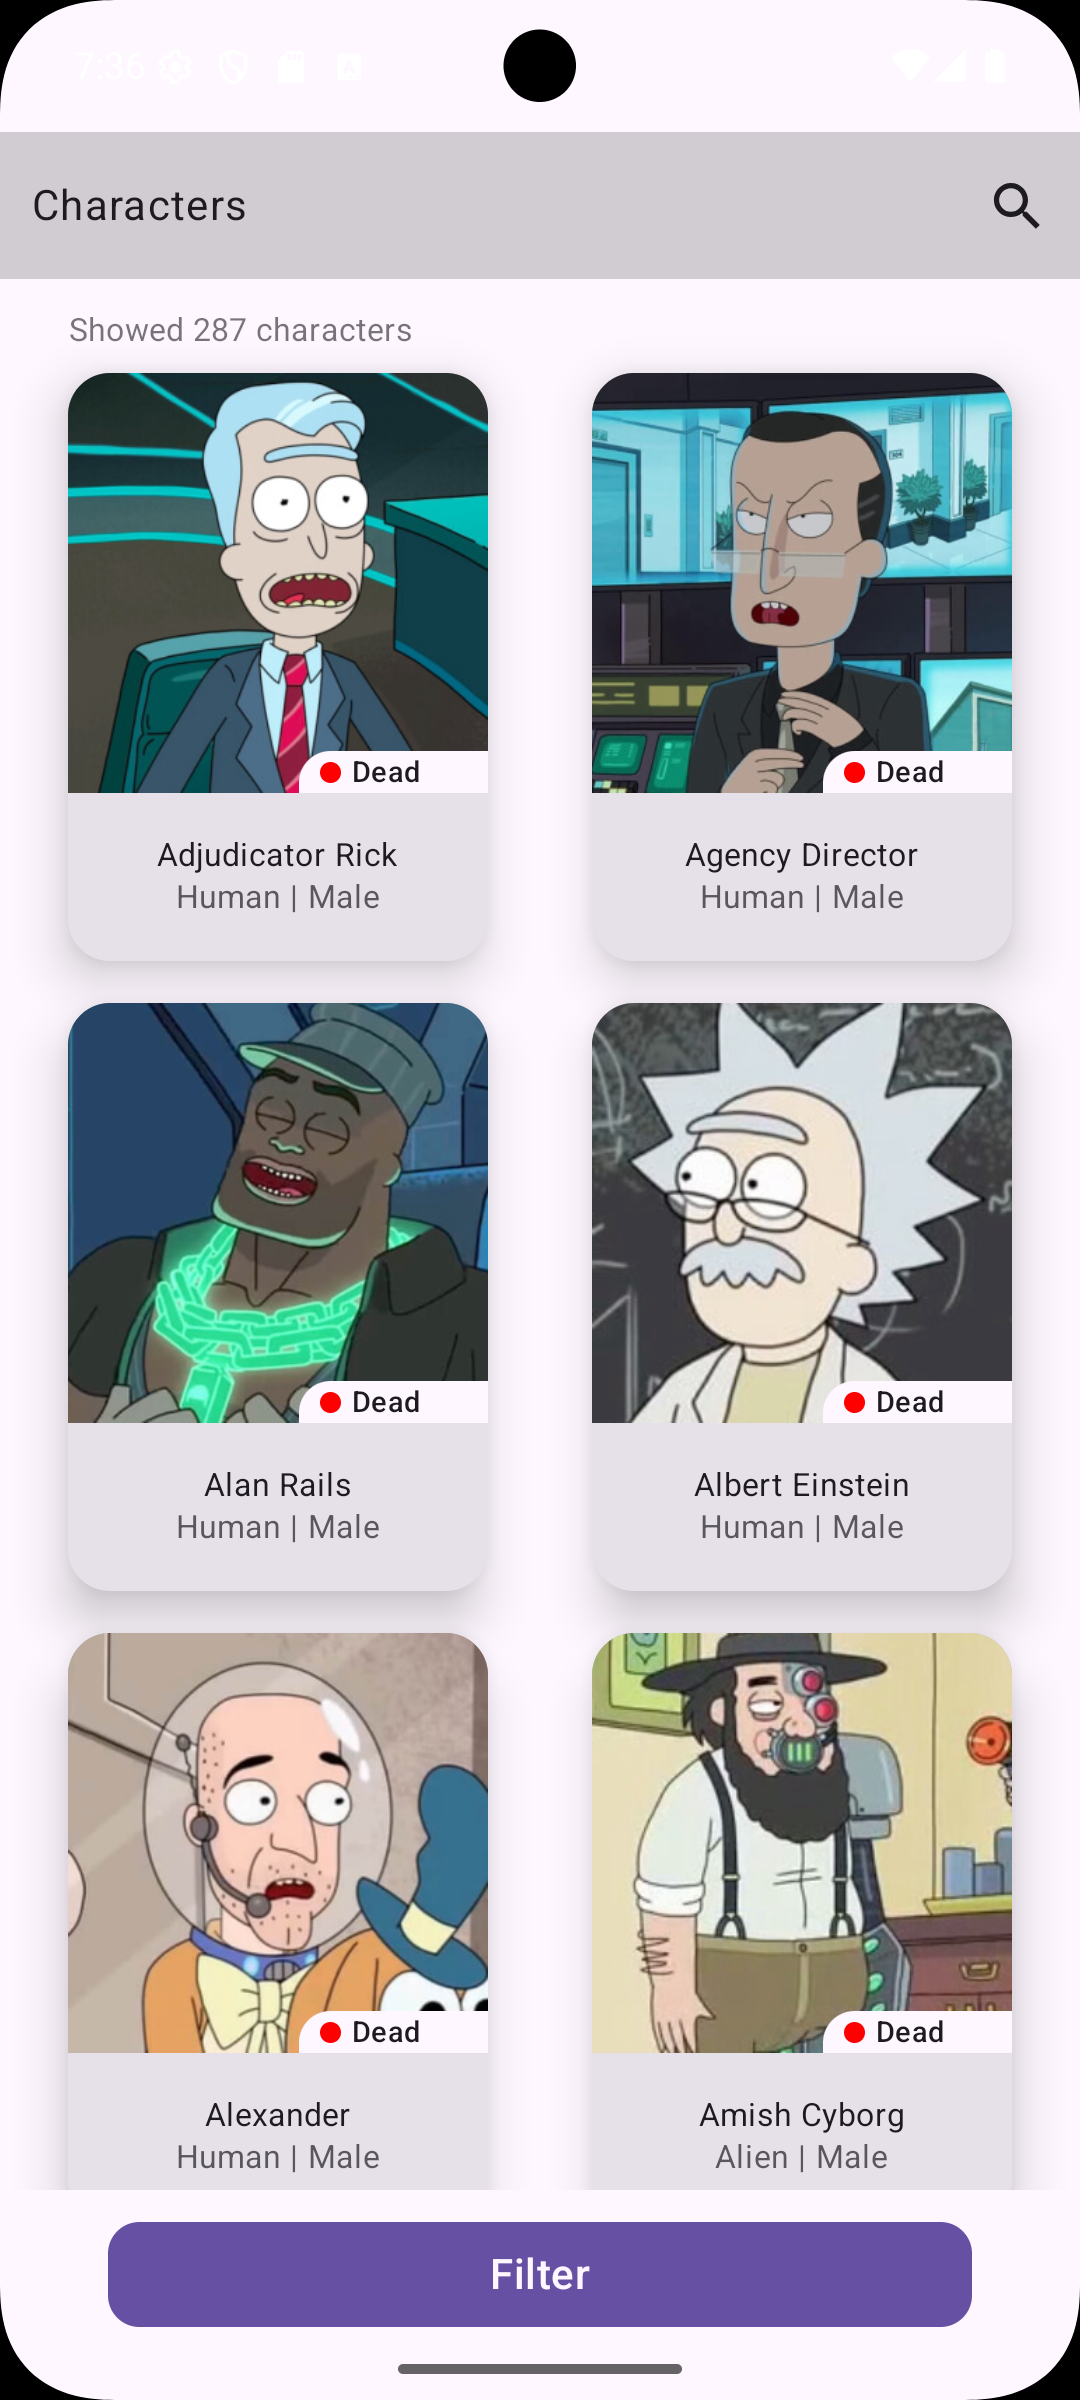 7:36
Characters
Showed 287 characters
Dead
Dead
Adjudicator Rick
Human | Male
Agency Director
Human | Male
Dead
Dead
Alan Rails
Human | Male
Albert Einstein
Human | Male
Dead
Dead
Alexander
Human | Male
Amish Cyborg
Alien | Male
Filter